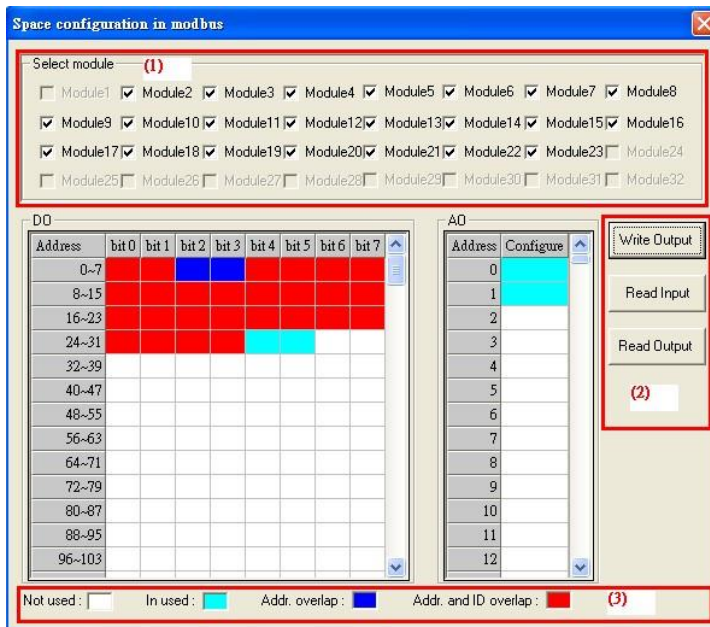 Space configuration in modbus
Select module (1)
Module1 Module2 Module3 Module4 Module5 Module6 Module7 Module8
Module9 Module10 Module11 Module12 Module13 Module14 Module15 Module16
Module17 Module18 Module19 Module20 Module21 Module22 Module23 Module24
Module25 Module26 Module27 Module28 Module29 Module30 Module31 Module32
DO
Address bit 0 bit 1 bit 2 bit 3 bit 4 bit 5 bit 6 bit 7
0~7
8~15
16~23
24~31
32~39
40~47
48~55
56~63
64~71
72~79
80~87
88~95
96~103
AO
Address Configure
0
1
2
3
4
5
6
7
8
9
10
11
12
Write Output
Read Input
Read Output
(2)
Not used : In used : Addr. overlap : Addr. and ID overlap : (3)